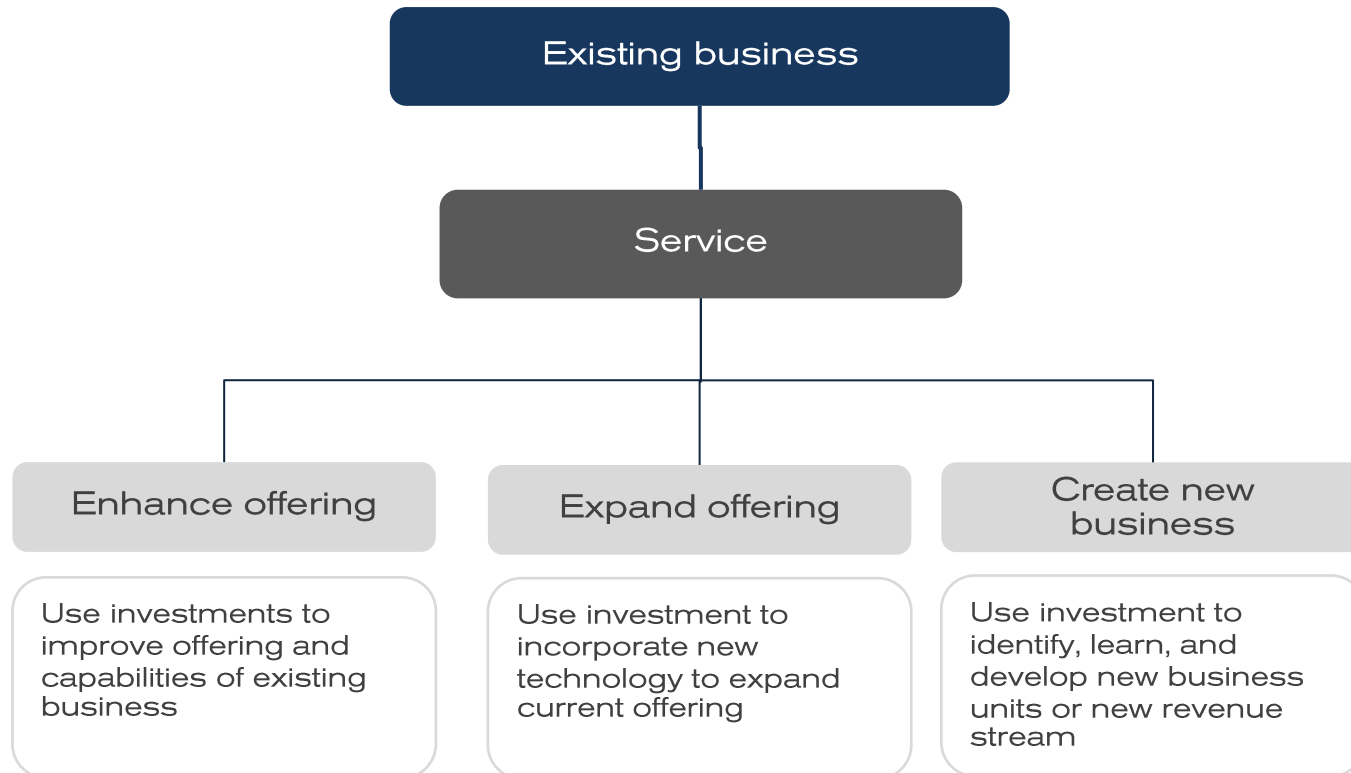 Existing business
Service
Enhance offering
Expand offering
Create new
business
Use investments to
improve offering and
capabilities of existing
business
Use investment to
incorporate new
technology to expand
current offering
Use investment to
identify, learn, and
develop new business
units or new revenue
stream